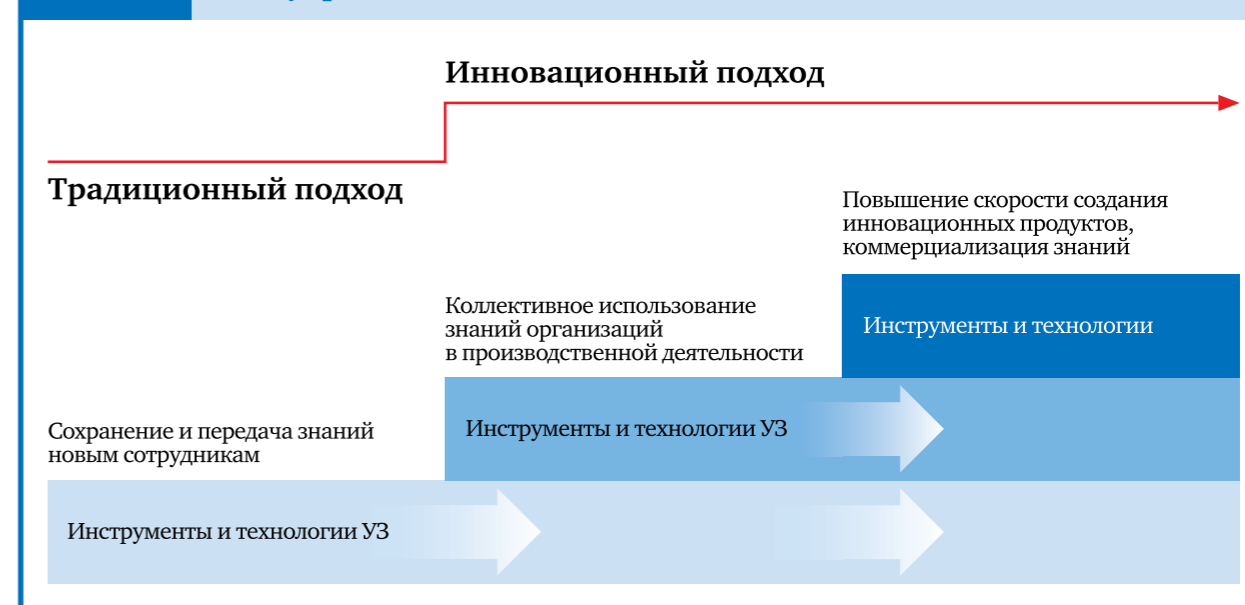 Инновационный подход
Традиционный подход
Повышение скорости создания
инновационных продуктов,
коммерциализация знаний
Инструменты и технологии
Коллективное использование
знаний организаций
в производственной деятельности
Инструменты и технологии УЗ
Сохранение и передача знаний
новым сотрудникам
Инструменты и технологии УЗ